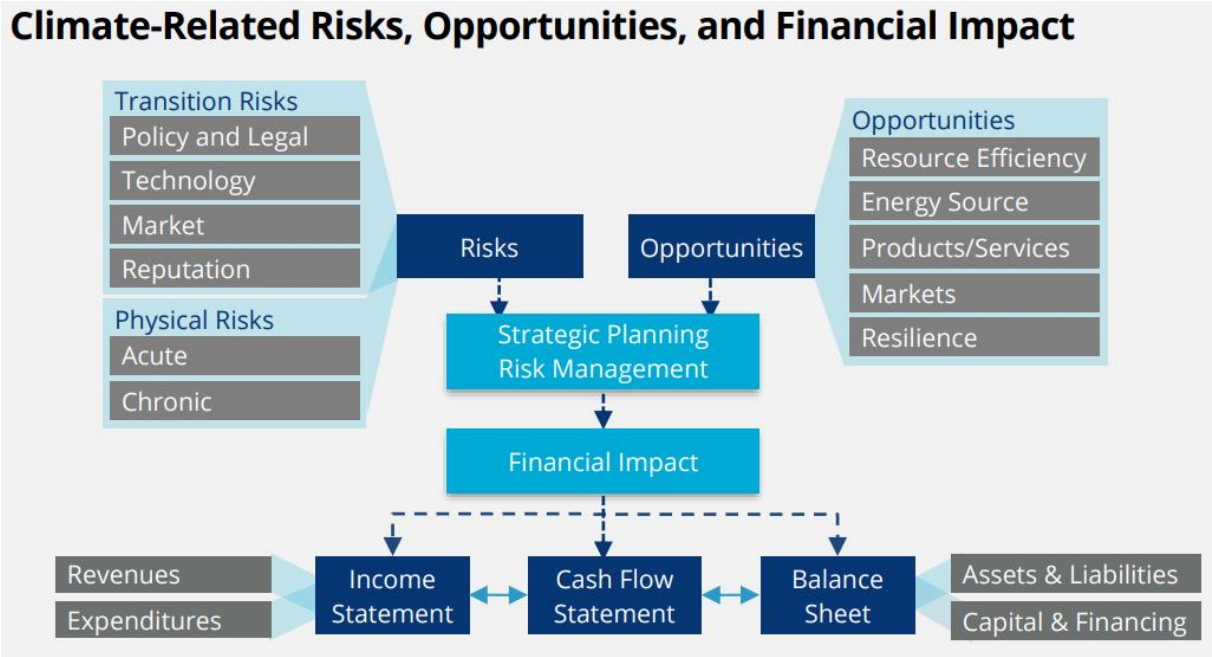 Climate-Related Risks, Opportunities, and Financial Impact
Transition Risks
Policy and Legal
Technology
Market
Reputation
Physical Risks
Acute
Chronic
Risks
Opportunities
Opportunities
Resource Efficiency
Energy Source
Products/Services
Markets
Resilience
Strategic Planning
Risk Management
Financial Impact
Revenues
Expenditures
Income
Statement
Cash Flow
Statement
Balance
Sheet
Assets & Liabilities
Capital & Financing